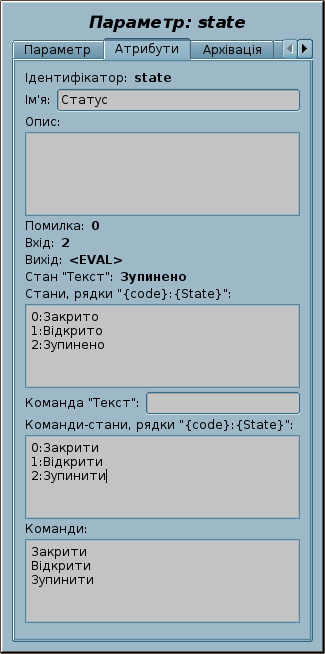 Параметр: state
Параметр Атрибути Архівація
Ідентифікатор: state
Ім'я: Статус
Опис:
Помилка: 0
Вхід: 2
Вихід: <EVAL>
Стан "Текст": Зупинено
Стани, рядки "{code}:{State}":
0:Закрито
1:Відкрито
2:Зупинено
Команда "Текст":
Команди-стани, рядки "{code}:{State}":
0:Закрити
1:Відкрити
2:Зупинити
Команди:
Закрити
Відкрити
Зупинити